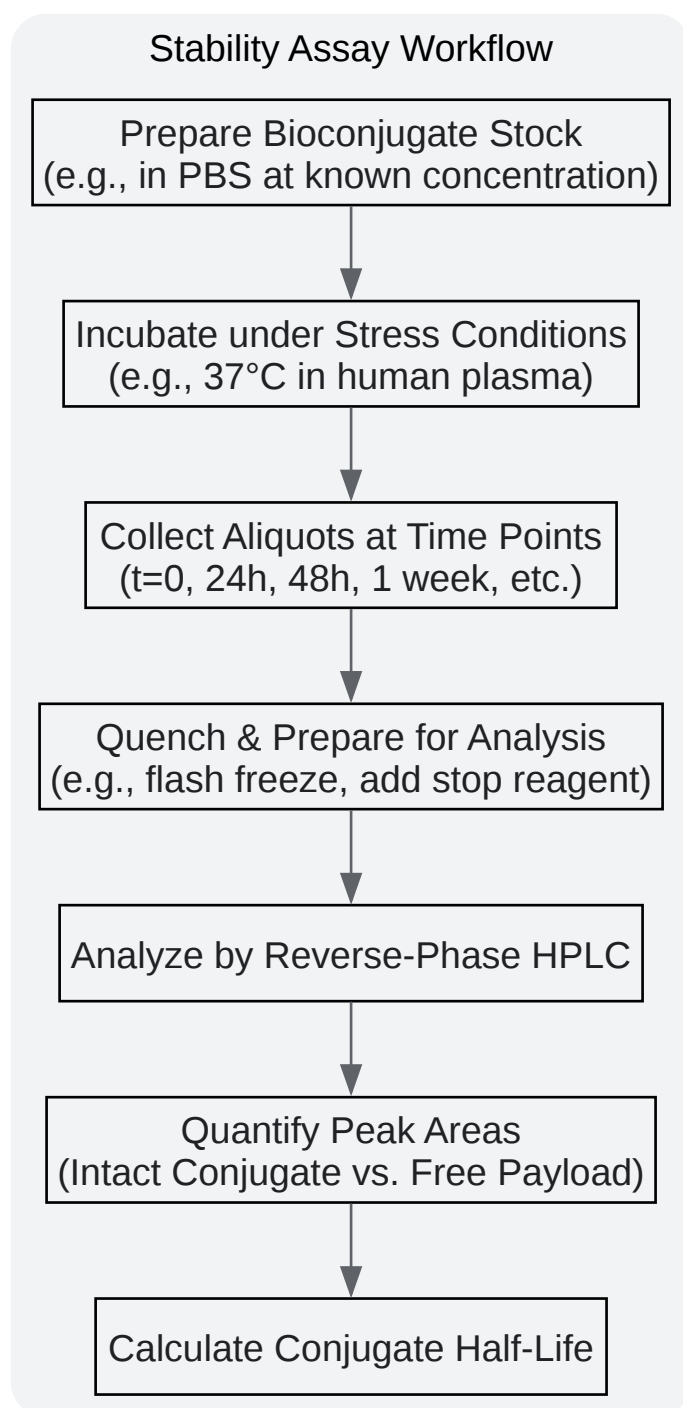 Stability Assay Workflow
Prepare Bioconjugate Stock
(e.g., in PBS at known concentration)
Incubate under Stress Conditions
(e.g., 37°C in human plasma)
Collect Aliquots at Time Points
(t=0, 24h, 48h, 1 week, etc.)
Quench & Prepare for Analysis
(e.g., flash freeze, add stop reagent)
Analyze by Reverse-Phase HPLC
Quantify Peak Areas
(Intact Conjugate vs. Free Payload)
Calculate Conjugate Half-Life